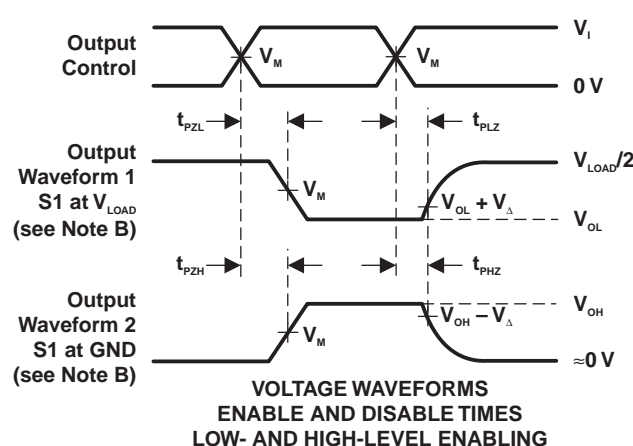 Output
Control
V_M
V_M
V_I
0 V
t_PZL
t_PLZ
Output
Waveform 1
S1 at V_LOAD
(see Note B)
V_M
V_OL + V_Δ
V_LOAD/2
V_OL
t_PZH
t_PHZ
Output
Waveform 2
S1 at GND
(see Note B)
V_M
V_OH − V_Δ
V_OH
≈0 V
VOLTAGE WAVEFORMS
ENABLE AND DISABLE TIMES
LOW- AND HIGH-LEVEL ENABLING